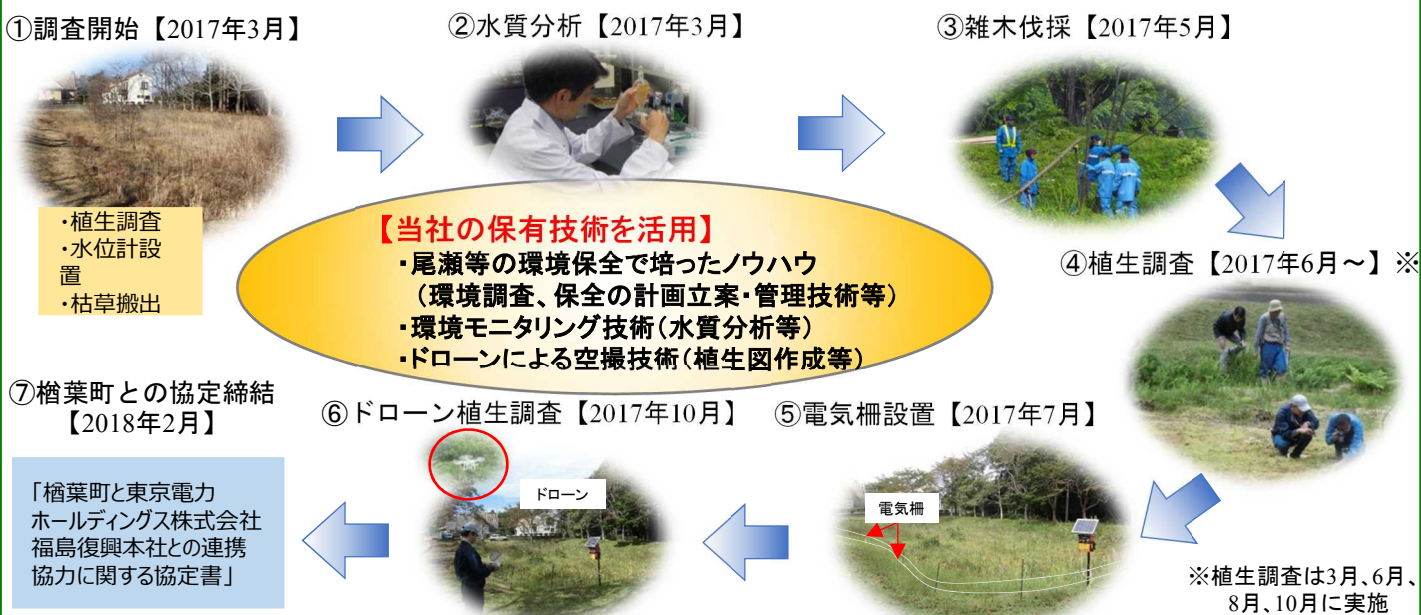 ①調査開始【2017年3月】
②水質分析【2017年3月】
③雑木伐採【2017年5月】
・植生調査
・水位計設
置
・枯草搬出
【当社の保有技術を活用】
・尾瀬等の環境保全で培ったノウハウ
（環境調査、保全の計画立案・管理技術等）
・環境モニタリング技術（水質分析等）
・ドローンによる空撮技術（植生図作成等）
④植生調査【2017年6月～】※
⑤電気柵設置【2017年7月】
電気柵
※植生調査は3月、6月、
8月、10月に実施
⑥ドローン植生調査【2017年10月】
ドローン
⑦楢葉町との協定締結
【2018年2月】
「楢葉町と東京電力
ホールディングス株式会社
福島復興本社との連携
協力に関する協定書」